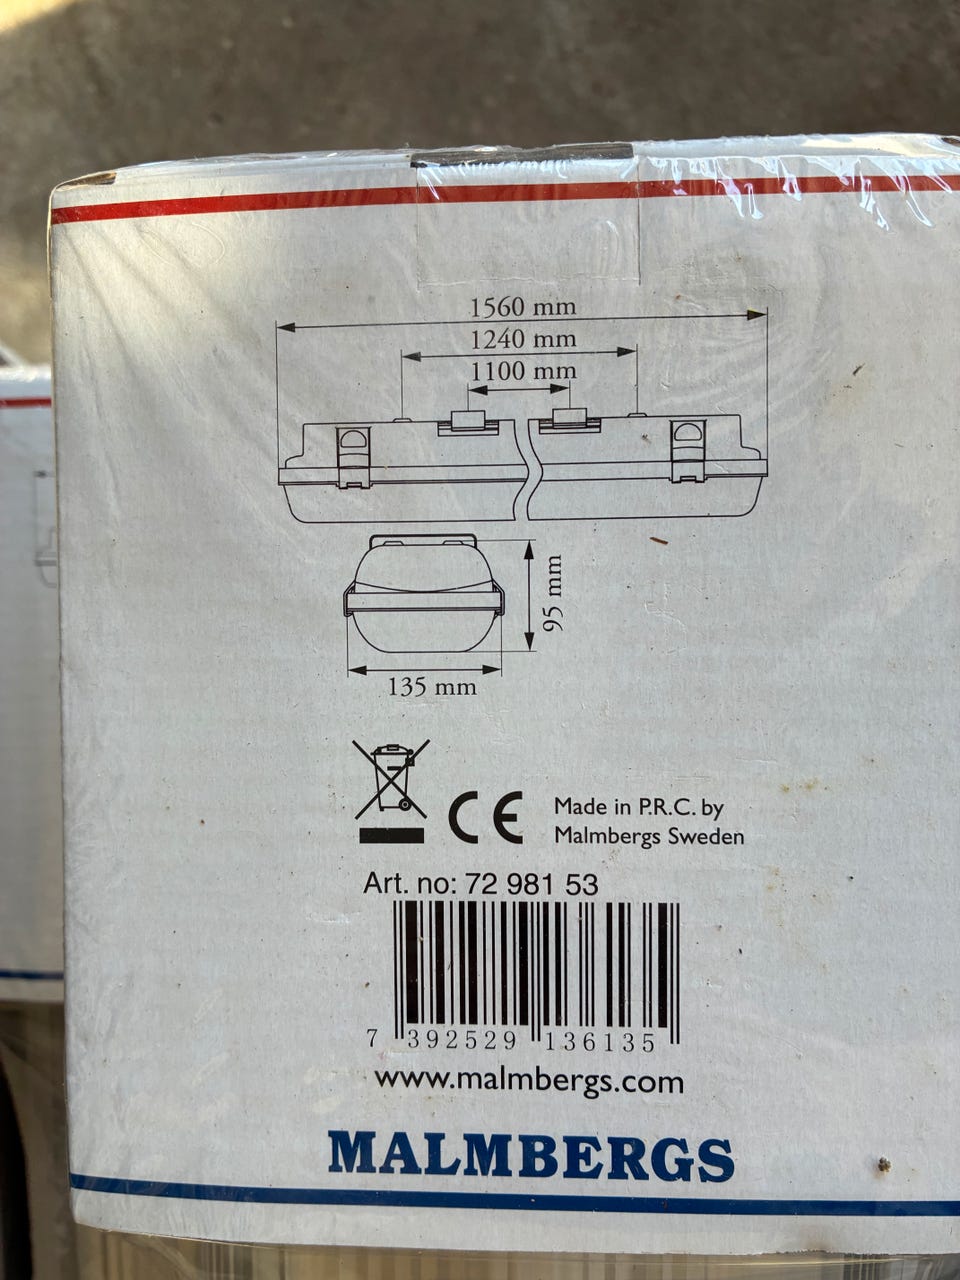 1560 mm
1240 mm
1100 mm
95 mm
135 mm
CE
Made in P.R.C. by
Malmbergs Sweden
Art. no: 72 981 53
7 392529 136135
www.malmbergs.com
MALMBERGS